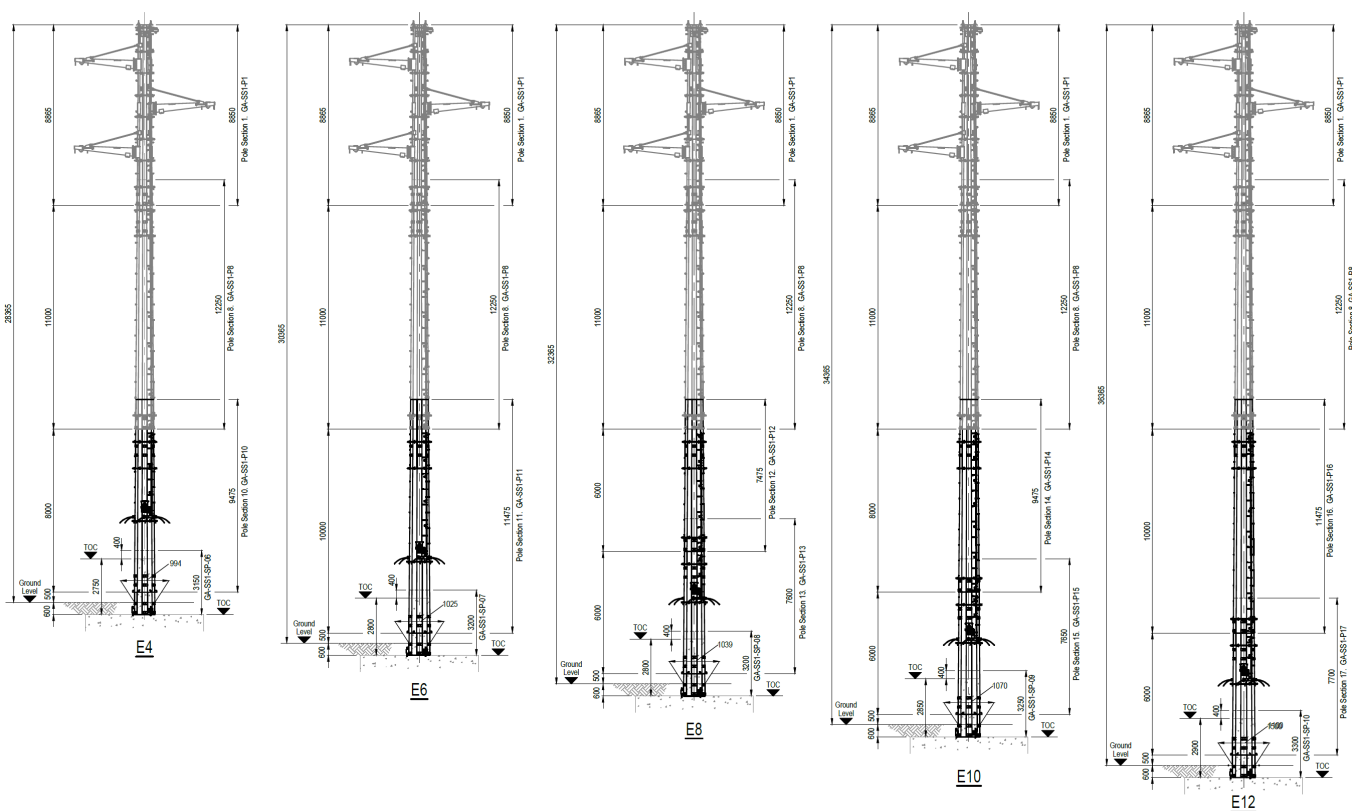 28365
8865
11000
8000
500
600
8850
Pole Section 1. GA-SS1-P1
12250
Pole Section 8. GA-SS1-P8
9475
Pole Section 10. GA-SS1-P10
TOC
400
2750
994
3150
GA-SS1-SP-06
Ground
Level
TOC
E4
30365
8865
11000
10000
500
600
8850
Pole Section 1. GA-SS1-P1
12250
Pole Section 8. GA-SS1-P8
11475
Pole Section 11. GA-SS1-P11
TOC
400
2800
1025
3200
GA-SS1-SP-07
Ground
Level
TOC
E6
32365
8865
11000
6000
6000
500
600
8850
Pole Section 1. GA-SS1-P1
12250
Pole Section 8. GA-SS1-P8
7475
Pole Section 12. GA-SS1-P12
7600
Pole Section 13. GA-SS1-P13
TOC
400
2800
1039
3200
GA-SS1-SP-08
Ground
Level
TOC
E8
34365
8865
11000
8000
6000
500
600
8850
Pole Section 1. GA-SS1-P1
12250
Pole Section 8. GA-SS1-P8
9475
Pole Section 14. GA-SS1-P14
7650
Pole Section 15. GA-SS1-P15
TOC
400
2850
1070
3250
GA-SS1-SP-09
Ground
Level
TOC
E10
36365
8865
11000
10000
6000
500
600
8850
Pole Section 1. GA-SS1-P1
12250
Pole Section 8. GA-SS1-P8
11475
Pole Section 16. GA-SS1-P16
7700
Pole Section 17. GA-SS1-P17
TOC
400
2900
3300
GA-SS1-SP-10
Ground
Level
TOC
E12